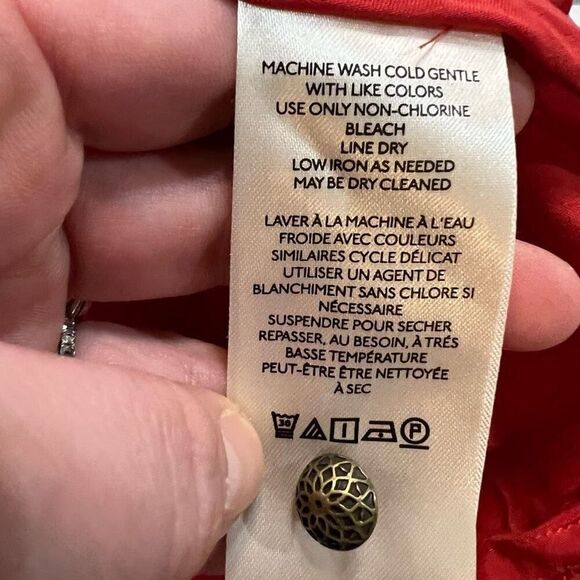 MACHINE WASH COLD GENTLE
WITH LIKE COLORS
USE ONLY NON-CHLORINE
BLEACH
LINE DRY
LOW IRON AS NEEDED
MAY BE DRY CLEANED
LAVER À LA MACHINE À L'EAU
FROIDE AVEC COULEURS
SIMILAIRES CYCLE DÉLICAT
UTILISER UN AGENT DE
BLANCHIMENT SANS CHLORE SI
NÉCESSAIRE
SUSPENDRE POUR SECHER
REPASSER, AU BESOIN, À TRÉS
BASSE TEMPÉRATURE
PEUT-ÊTRE ÊTRE NETTOYÉE
À SEC
30 P